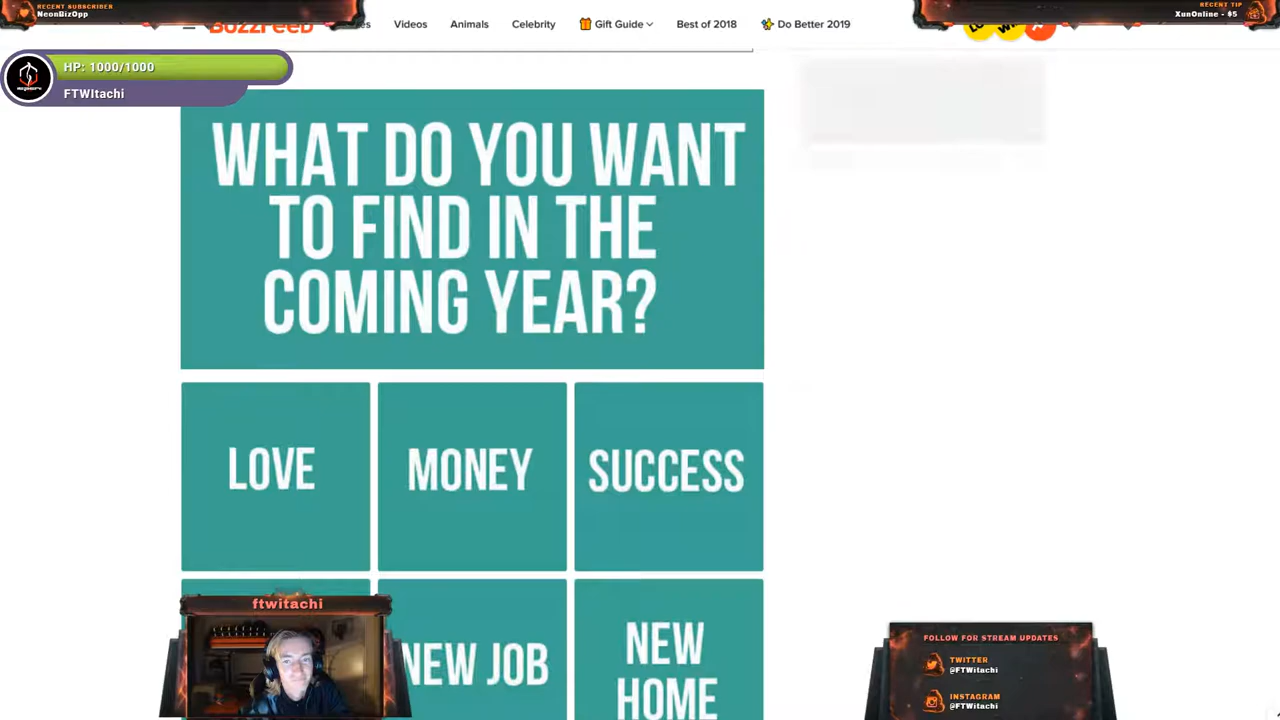 RECENT SUBSCRIBER
NeonBizOpp
RECENT TIP
XunOnline - $5
BuzzFeed
Videos
Animals
Celebrity
Gift Guide
Best of 2018
Do Better 2019
HP: 1000/1000
FTWItachi
WHAT DO YOU WANT
TO FIND IN THE
COMING YEAR?
LOVE
MONEY
SUCCESS
NEW JOB
NEW
HOME
ftwitachi
FOLLOW FOR STREAM UPDATES
TWITTER
@FTWitachi
INSTAGRAM
@FTWitachi